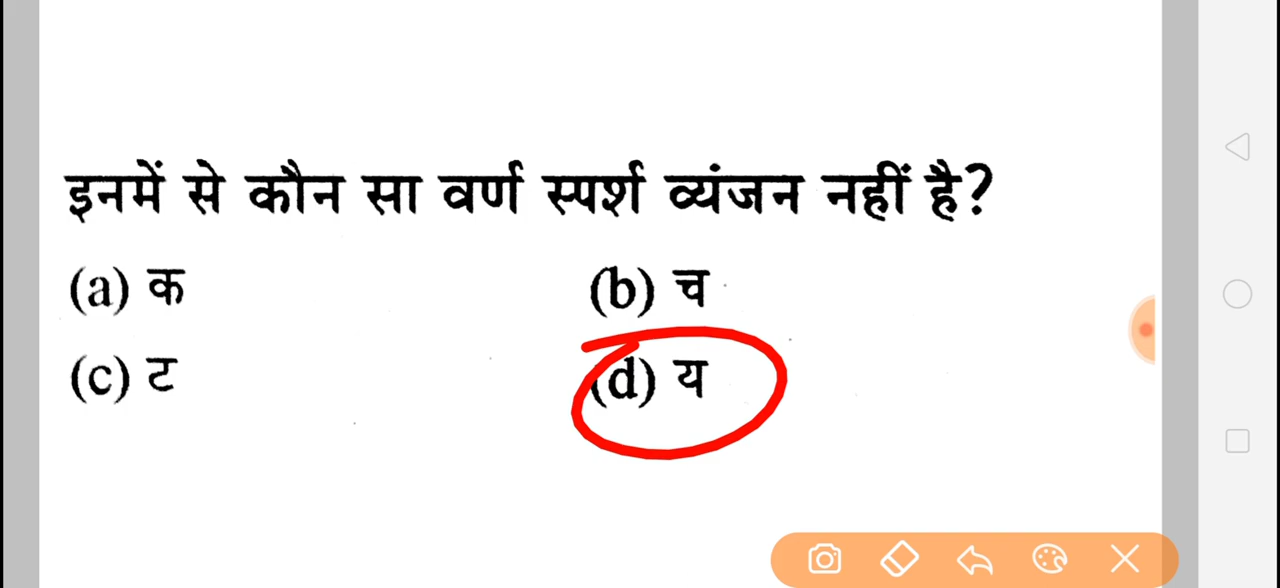 इनमें से कौन सा वर्ण स्पर्श व्यंजन नहीं है?
(a) क (b) च
(c) ट (d) य